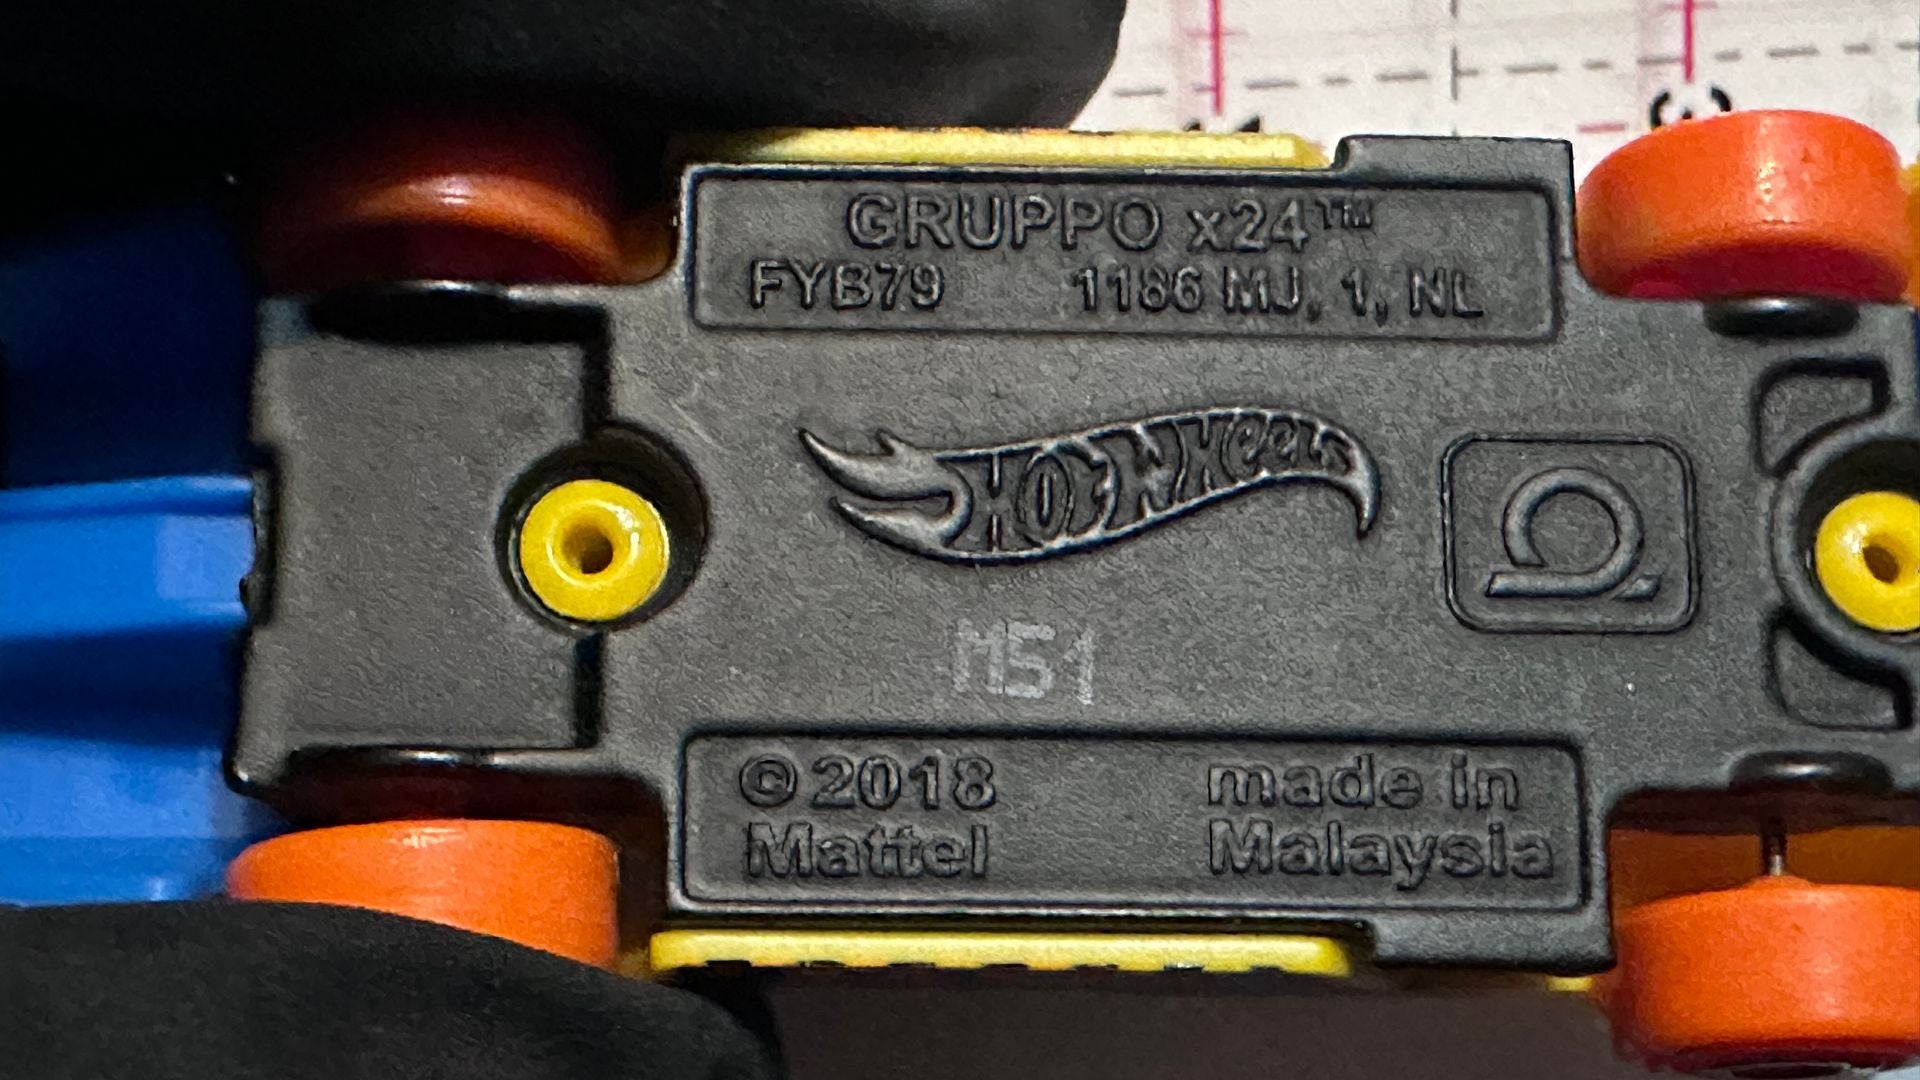 GRUPPO x24™
FYB79 1186 MJ, 1, NL
HOT WHEELS
M51
© 2018 made in
Mattel Malaysia